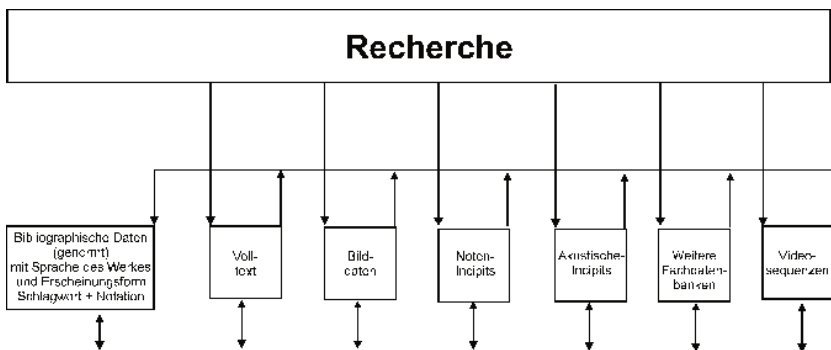 Recherche
Bibliographische Daten
(genormt)
mit Sprache des Werkes
und Erscheinungsform
Schlagwort + Notation
Voll-
text
Bild-
daten
Noten-
Incipits
Akustische-
Incipits
Weitere
Fachdaten-
banken
Video-
sequenzen